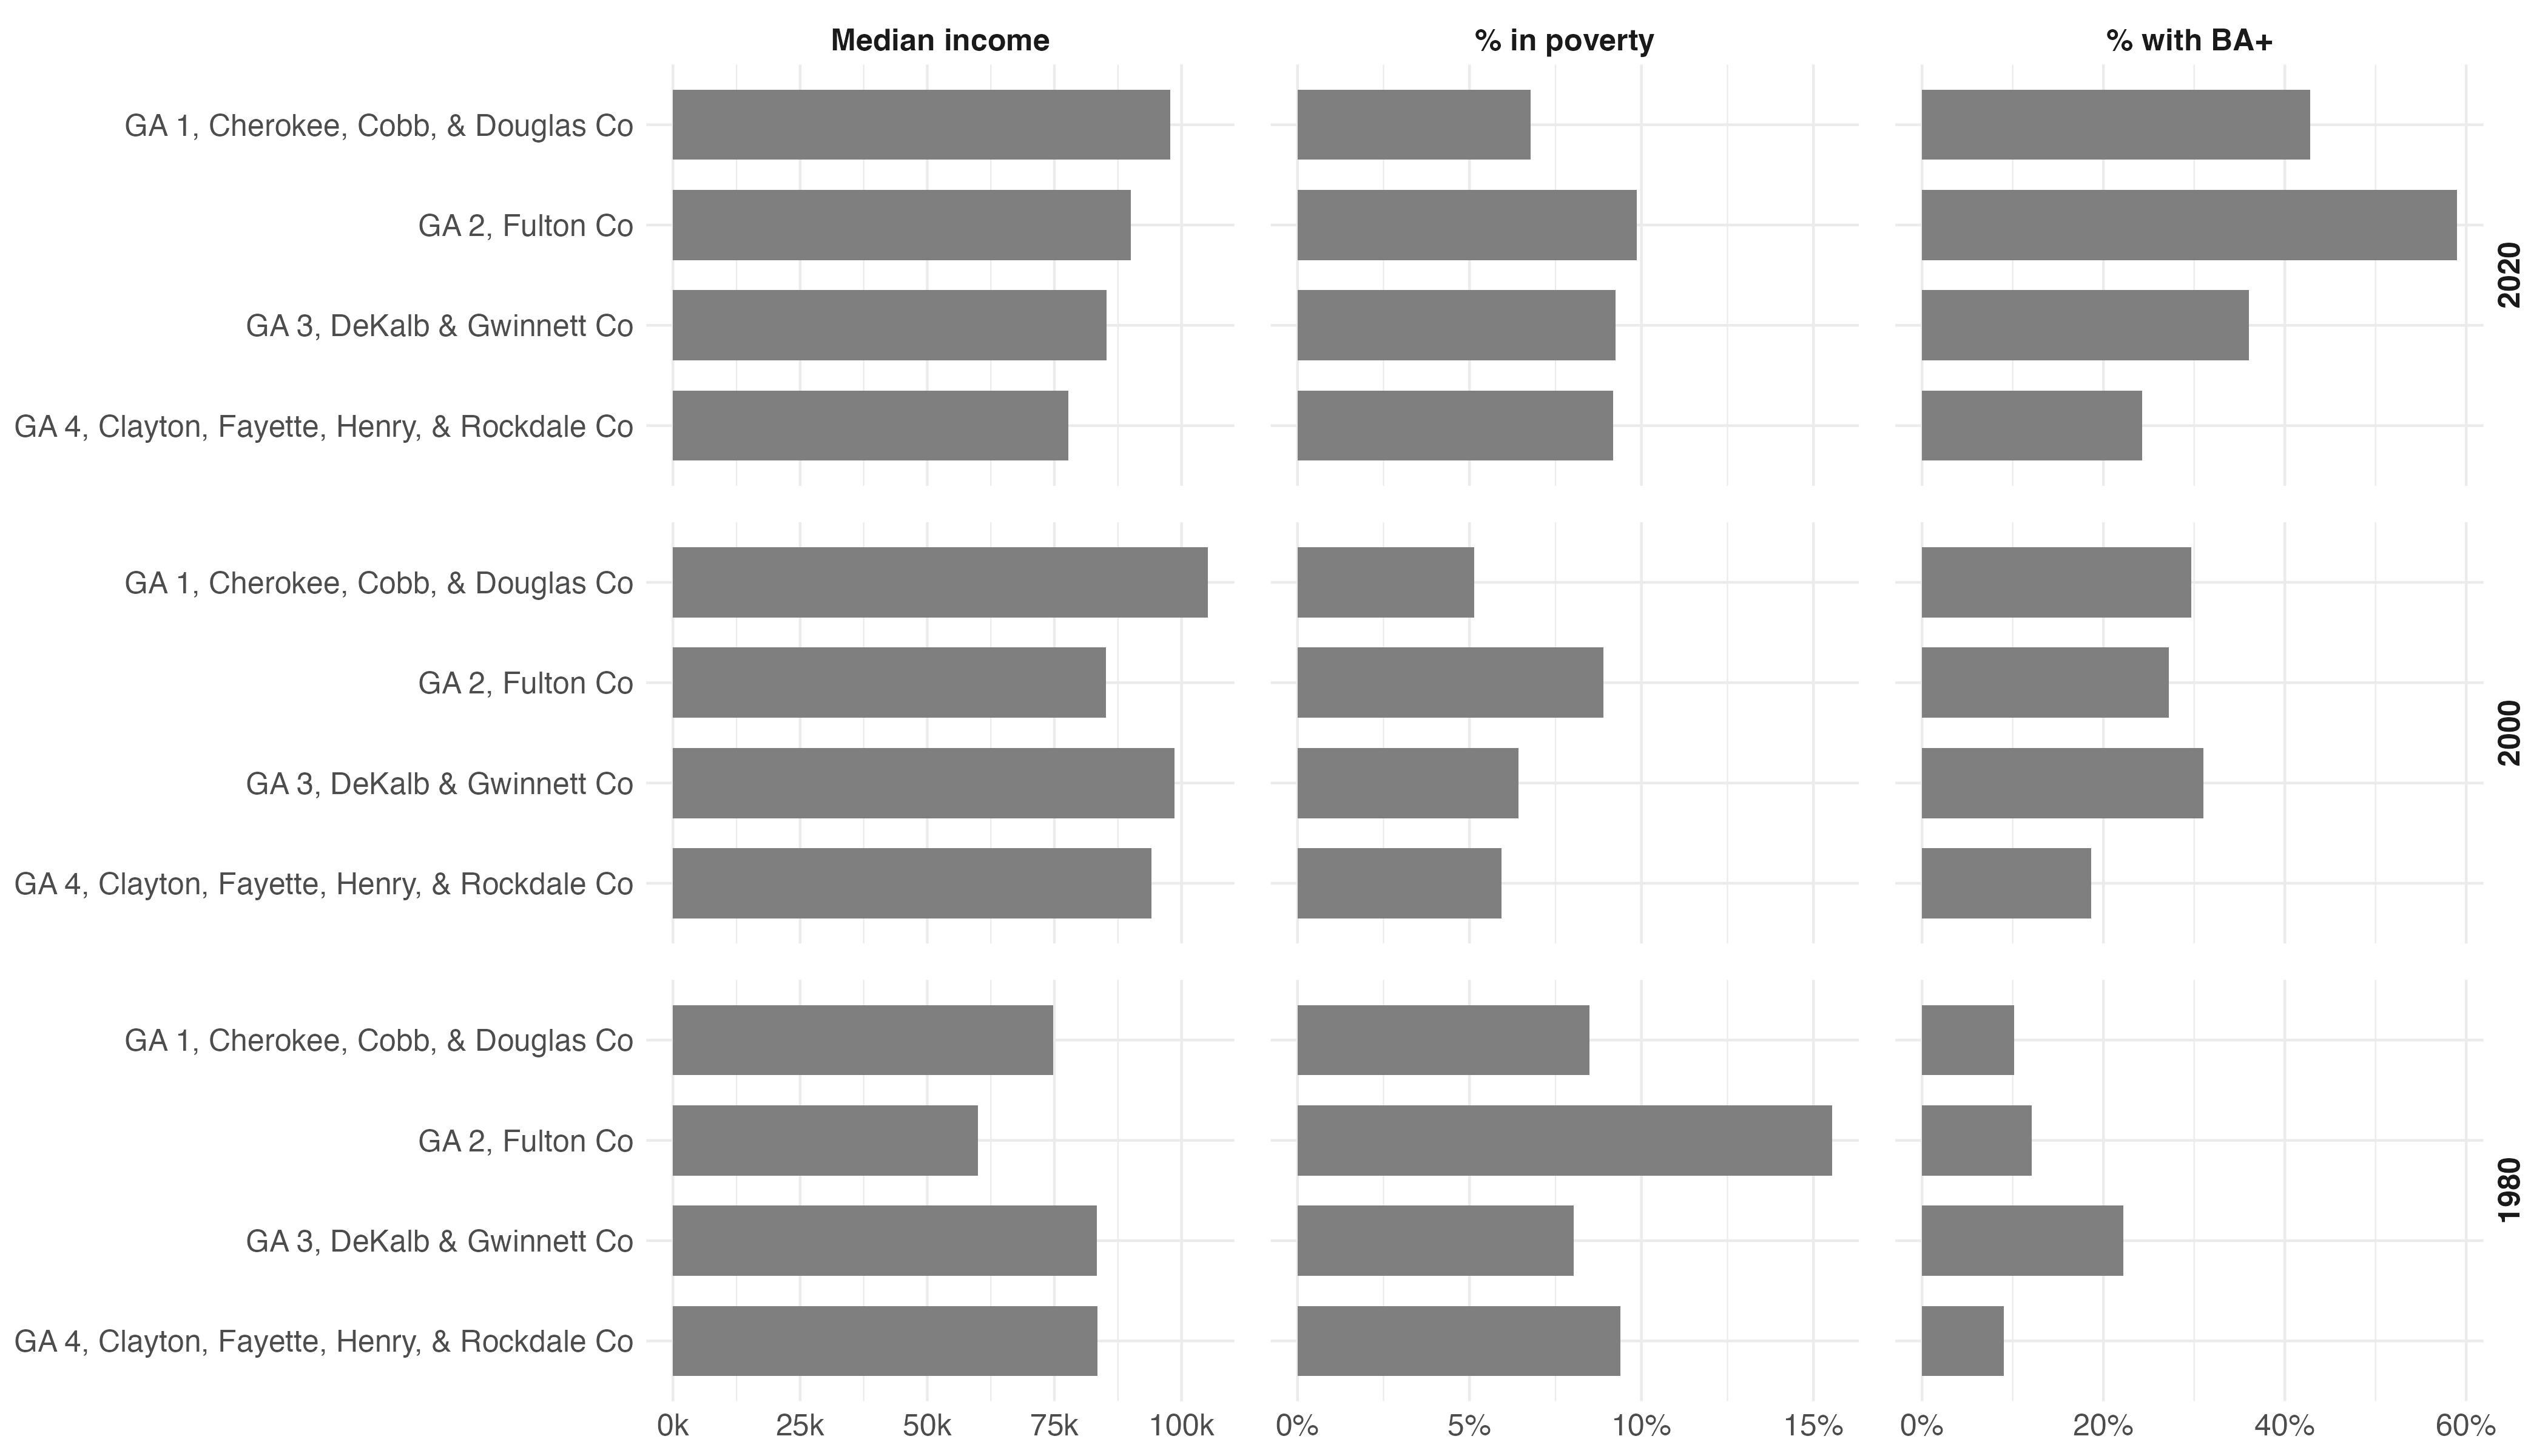 Median income % in poverty % with BA+
GA 1, Cherokee, Cobb, & Douglas Co
GA 2, Fulton Co
GA 3, DeKalb & Gwinnett Co
GA 4, Clayton, Fayette, Henry, & Rockdale Co
2020
GA 1, Cherokee, Cobb, & Douglas Co
GA 2, Fulton Co
GA 3, DeKalb & Gwinnett Co
GA 4, Clayton, Fayette, Henry, & Rockdale Co
2000
GA 1, Cherokee, Cobb, & Douglas Co
GA 2, Fulton Co
GA 3, DeKalb & Gwinnett Co
GA 4, Clayton, Fayette, Henry, & Rockdale Co
1980
0k 25k 50k 75k 100k 0% 5% 10% 15% 0% 20% 40% 60%